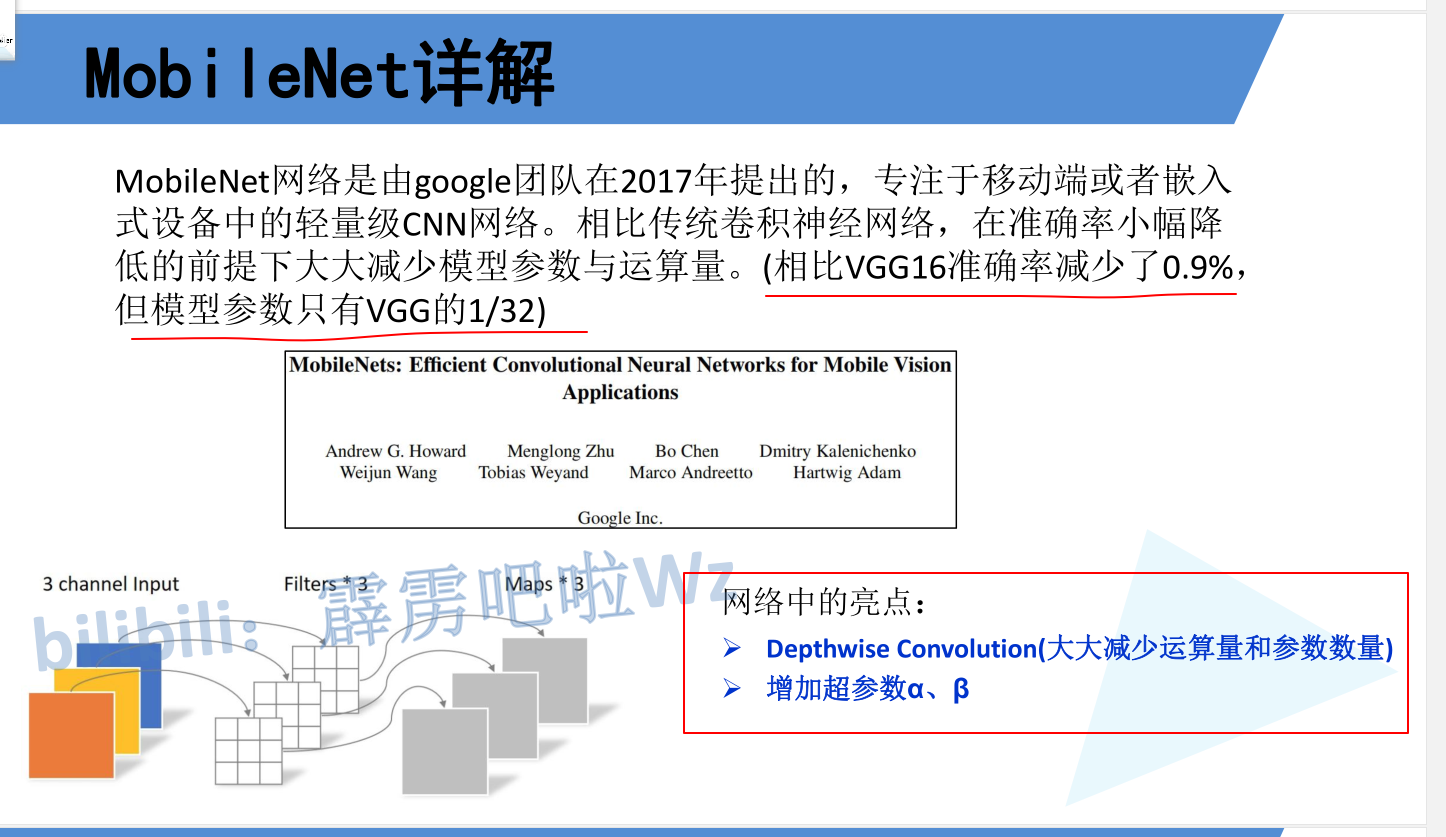 MobileNet详解
MobileNet网络是由google团队在2017年提出的，专注于移动端或者嵌入
式设备中的轻量级CNN网络。相比传统卷积神经网络，在准确率小幅降
低的前提下大大减少模型参数与运算量。(相比VGG16准确率减少了0.9%，
但模型参数只有VGG的1/32)
MobileNets: Efficient Convolutional Neural Networks for Mobile Vision
Applications
Andrew G. Howard Menglong Zhu Bo Chen Dmitry Kalenichenko
Weijun Wang Tobias Weyand Marco Andreetto Hartwig Adam
Google Inc.
3 channel Input Filters * 3 Maps * 3
bilibili：霹雳吧啦Wz
网络中的亮点：
➢ Depthwise Convolution(大大减少运算量和参数数量)
➢ 增加超参数α、β